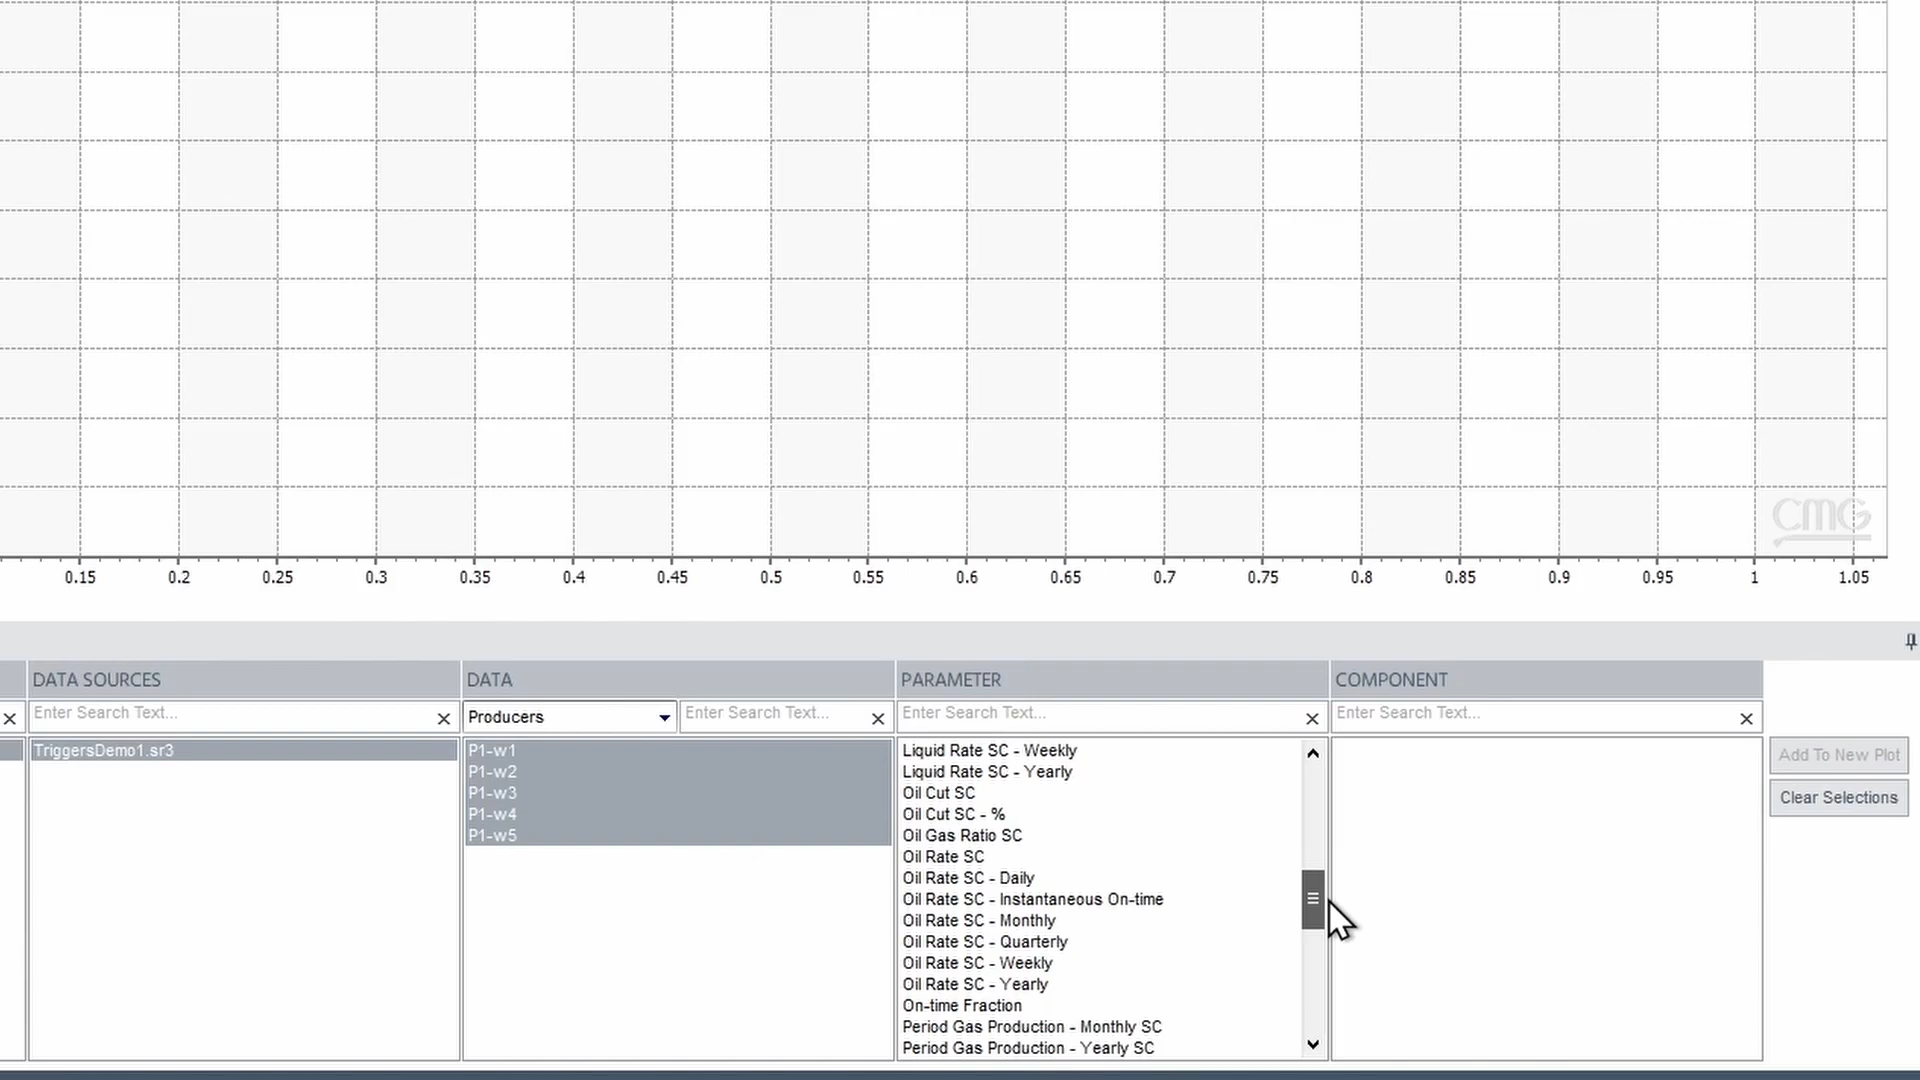 CMG
0.15 0.2 0.25 0.3 0.35 0.4 0.45 0.5 0.55 0.6 0.65 0.7 0.75 0.8 0.85 0.9 0.95 1 1.05
DATA SOURCES DATA PARAMETER COMPONENT
Enter Search Text... Producers Enter Search Text... Enter Search Text... Enter Search Text...
TriggersDemo1.sr3
P1-w1
P1-w2
P1-w3
P1-w4
P1-w5
Liquid Rate SC - Weekly
Liquid Rate SC - Yearly
Oil Cut SC
Oil Cut SC - %
Oil Gas Ratio SC
Oil Rate SC
Oil Rate SC - Daily
Oil Rate SC - Instantaneous On-time
Oil Rate SC - Monthly
Oil Rate SC - Quarterly
Oil Rate SC - Weekly
Oil Rate SC - Yearly
On-time Fraction
Period Gas Production - Monthly SC
Period Gas Production - Yearly SC
Add To New Plot
Clear Selections